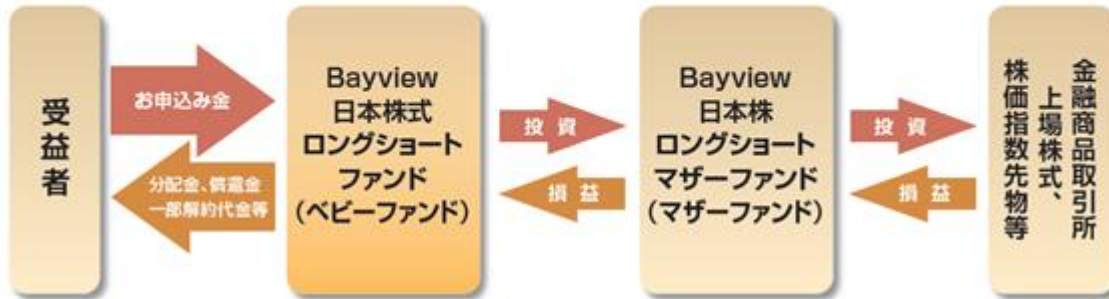 受益者
お申込み金
分配金、償還金
一部解約代金等
Bayview
日本株式
ロングショート
ファンド
（ベビーファンド）
投資
損益
Bayview
日本株
ロングショート
マザーファンド
（マザーファンド）
投資
損益
金融商品取引所
上場株式、
株価指数先物等